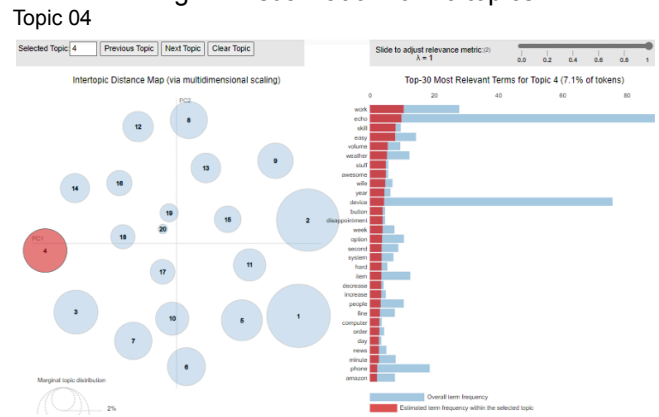 Topic 04
Selected Topic: 4 Previous Topic Next Topic Clear Topic
Slide to adjust relevance metric:(2)
λ = 1
0.0 0.2 0.4 0.6 0.8 1
Intertopic Distance Map (via multidimensional scaling)
Top-30 Most Relevant Terms for Topic 4 (7.1% of tokens)
PC2
PC1
1
2
3
4
5
6
7
8
9
10
11
12
13
14
15
16
17
18
19
20
Marginal topic distribution
2%
0 20 40 60 80
work
echo
skill
easy
volume
weather
stuff
awesome
wife
year
device
button
disappointment
week
option
second
system
hard
item
decrease
increase
people
line
computer
order
day
news
minute
phone
amazon
Overall term frequency
Estimated term frequency within the selected topic